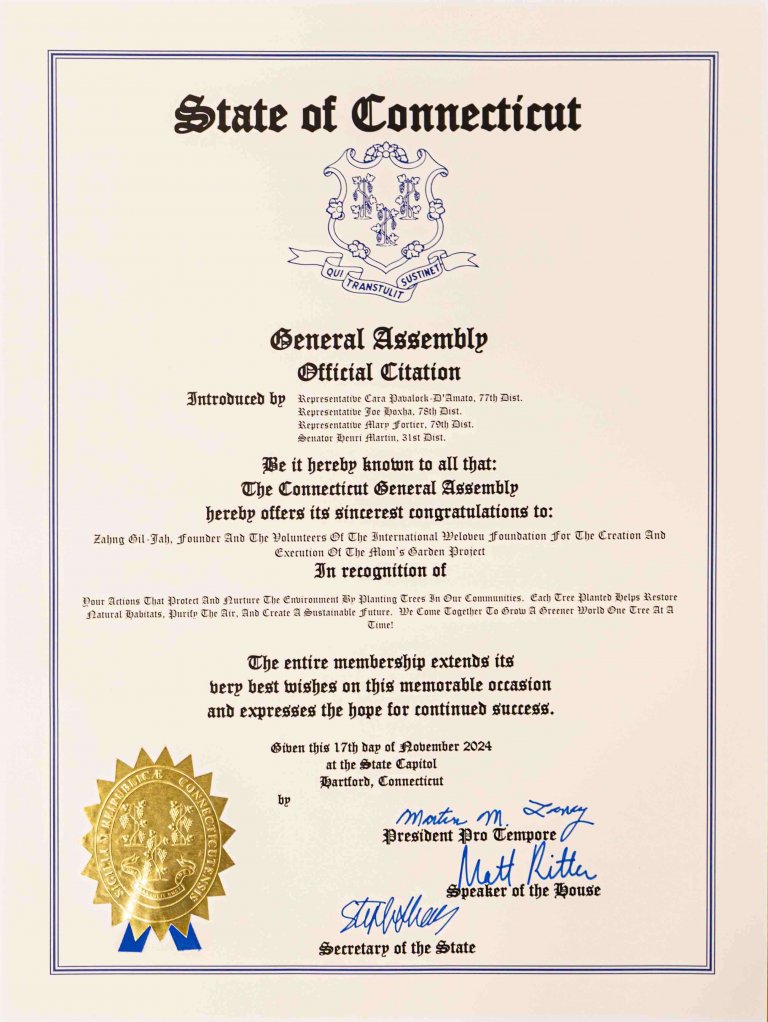 State of Connecticut
QUI TRANSTULIT SUSTINET
General Assembly
Official Citation
Introduced by
Representative Cara Pavalock-D'Amato, 77th Dist.
Representative Joe Hoxha, 78th Dist.
Representative Mary Fortier, 79th Dist.
Senator Henri Martin, 31st Dist.
Be it hereby known to all that:
The Connecticut General Assembly
hereby offers its sincerest congratulations to:
Zahng Gil-Jah, Founder And The Volunteers Of The International Weloveu Foundation For The Creation And
Execution Of The Mom's Garden Project
In recognition of
Your Actions That Protect And Nurture The Environment By Planting Trees In Our Communities. Each Tree Planted Helps Restore
Natural Habitats, Purify The Air, And Create A Sustainable Future. We Come Together To Grow A Greener World One Tree At A
Time!
The entire membership extends its
very best wishes on this memorable occasion
and expresses the hope for continued success.
Given this 17th day of November 2024
at the State Capitol
Hartford, Connecticut
by
Martin M. Looney
President Pro Tempore
Matt Ritter
Speaker of the House
Secretary of the State
SIGILLUM REIPUBLICÆ CONNECTICUTENSIS